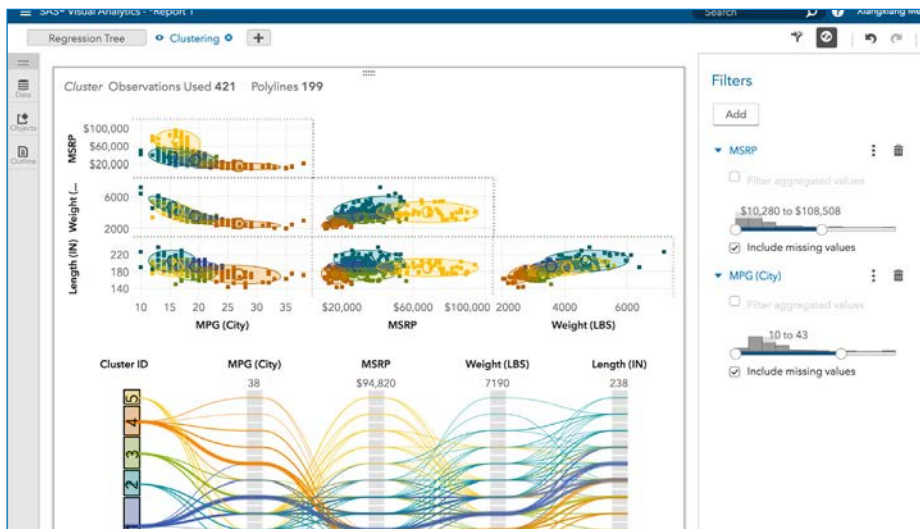 SAS® Visual Analytics - *Report 1
Search
Regression Tree
Clustering
Data
Objects
Outline
Cluster Observations Used 421 Polylines 199
MSRP
$100,000
$60,000
$20,000
Weight (...
6000
2000
Length (IN)
220
180
140
10 15 20 25 30 35
$20,000 $60,000 $100,000
2000 4000 6000
MPG (City) MSRP Weight (LBS)
Cluster ID MPG (City) MSRP Weight (LBS) Length (IN)
38 $94,820 7190 238
5
4
3
2
1
Filters
Add
MSRP
Filter aggregated values
$10,280 to $108,508
Include missing values
MPG (City)
Filter aggregated values
10 to 43
Include missing values